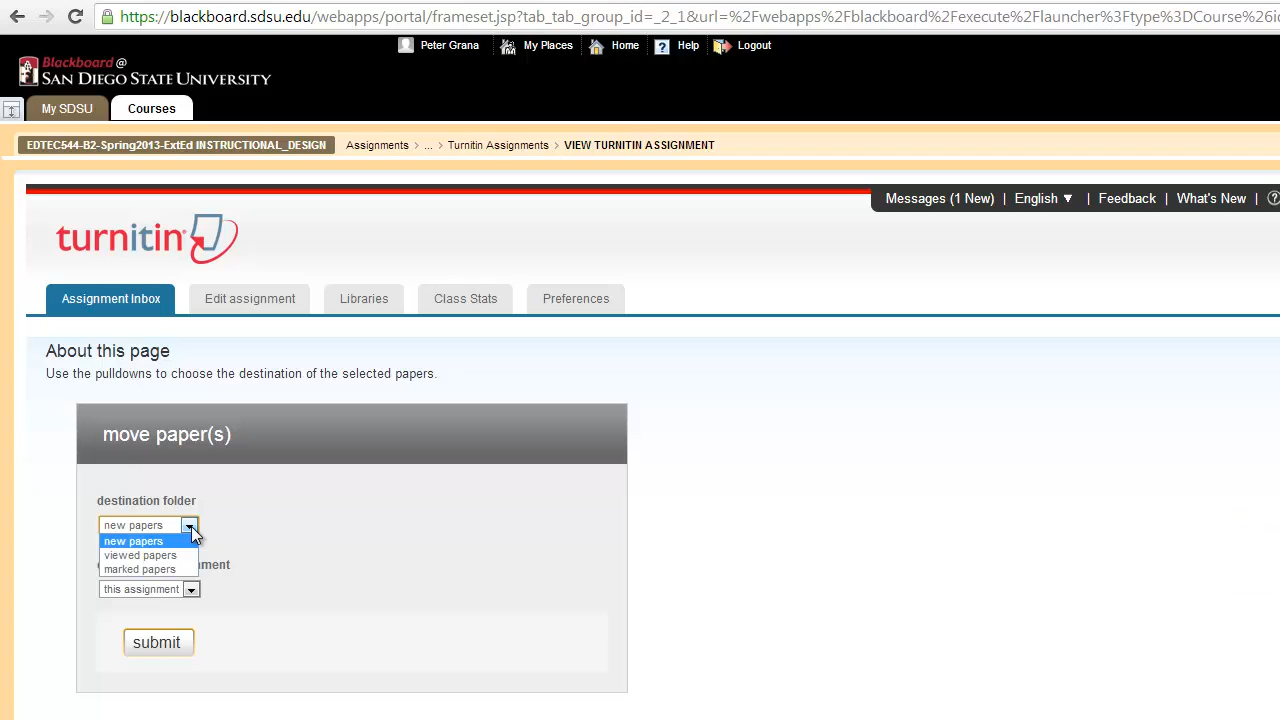 https://blackboard.sdsu.edu/webapps/portal/frameset.jsp?tab_tab_group_id=_2_1&url=%2Fwebapps%2Fblackboard%2Fexecute%2Flauncher%3Ftype%3DCourse%26i
Peter Grana My Places Home Help Logout
Blackboard @
SAN DIEGO STATE UNIVERSITY
My SDSU Courses
EDTEC544-B2-Spring2013-ExtEd INSTRUCTIONAL_DESIGN Assignments > ... > Turnitin Assignments > VIEW TURNITIN ASSIGNMENT
Messages (1 New) | English ▼ | Feedback | What's New | ?
turnitin
Assignment Inbox Edit assignment Libraries Class Stats Preferences
About this page
Use the pulldowns to choose the destination of the selected papers.
move paper(s)
destination folder
new papers
new papers
viewed papers
marked papers
this assignment
submit